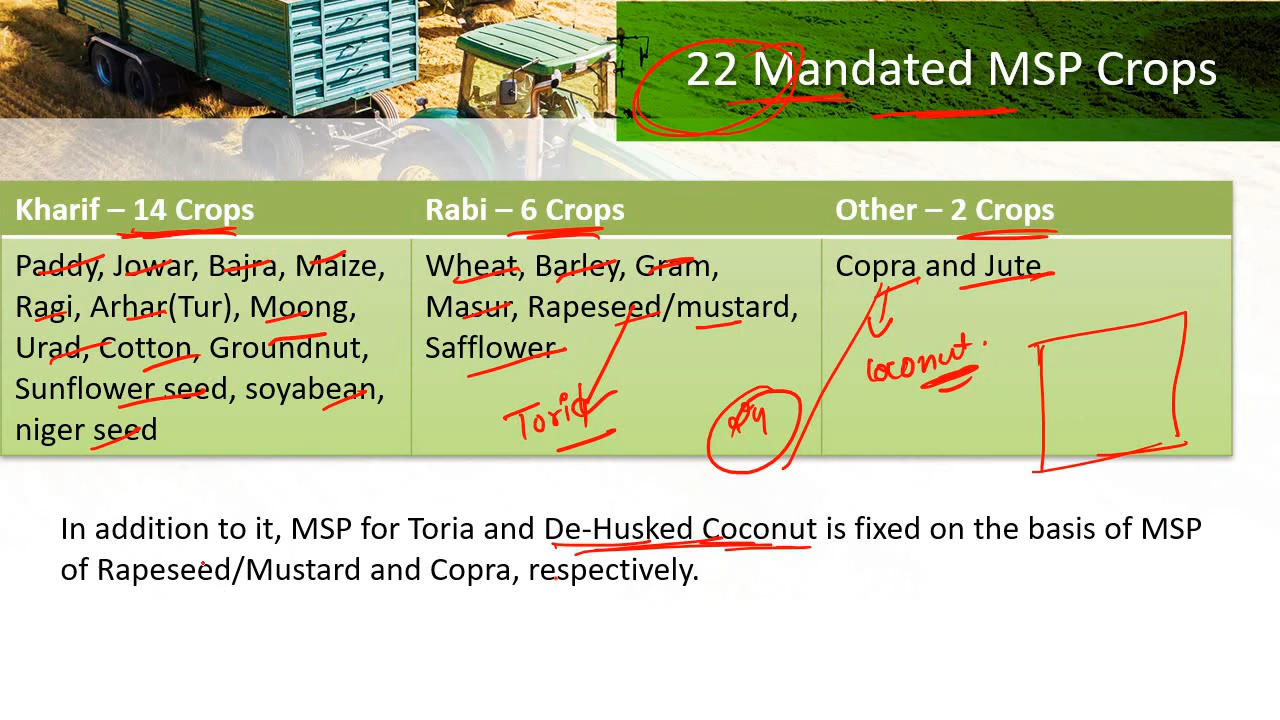 22 Mandated MSP Crops
Kharif – 14 Crops
Rabi – 6 Crops
Other – 2 Crops
Paddy, Jowar, Bajra, Maize,
Ragi, Arhar(Tur), Moong,
Urad, Cotton, Groundnut,
Sunflower seed, soyabean,
niger seed
Wheat, Barley, Gram,
Masur, Rapeseed/mustard,
Safflower
Toria
Copra and Jute
Coconut.
In addition to it, MSP for Toria and De-Husked Coconut is fixed on the basis of MSP
of Rapeseed/Mustard and Copra, respectively.